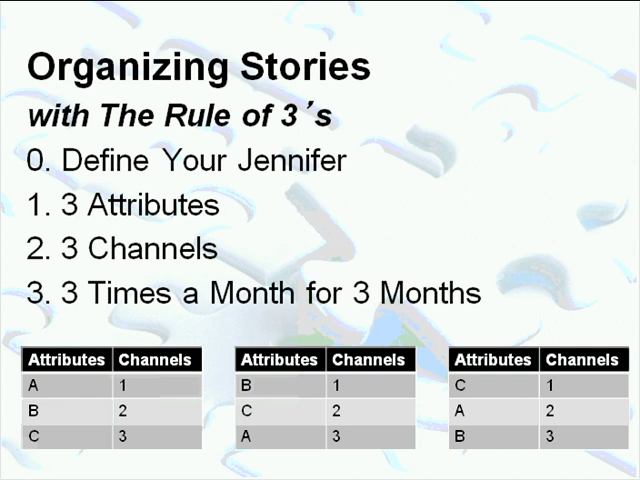 Organizing Stories
with The Rule of 3´s
0. Define Your Jennifer
1. 3 Attributes
2. 3 Channels
3. 3 Times a Month for 3 Months
Attributes Channels
A 1
B 2
C 3
Attributes Channels
B 1
C 2
A 3
Attributes Channels
C 1
A 2
B 3